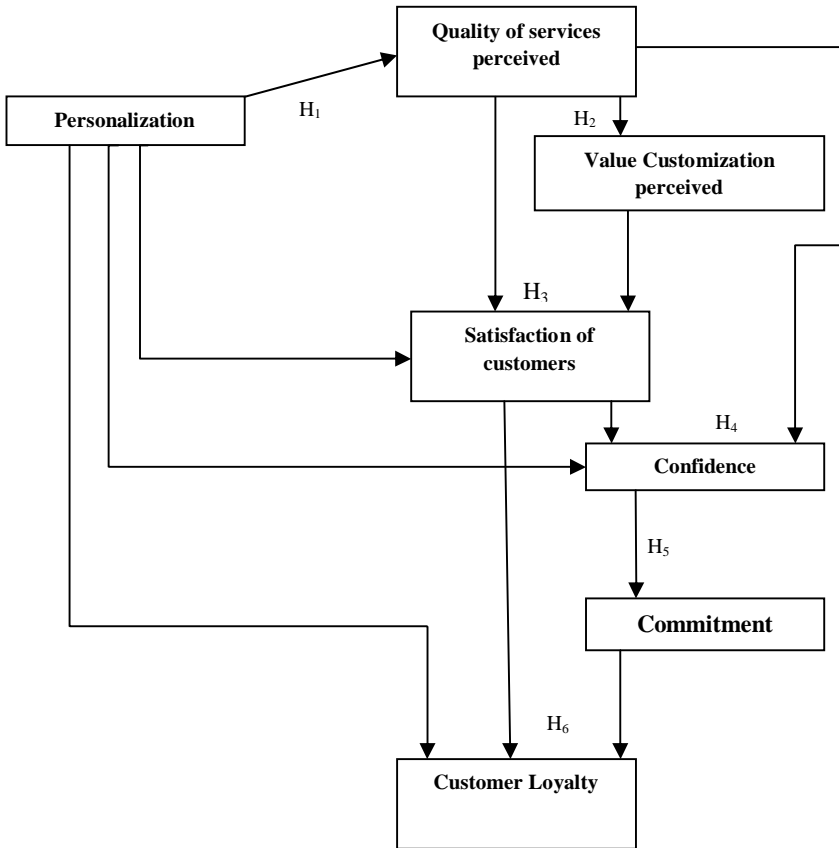 Quality of services
perceived
H₁
Personalization
H₂
Value Customization
perceived
H₃
Satisfaction of
customers
H₄
Confidence
H₅
Commitment
H₆
Customer Loyalty